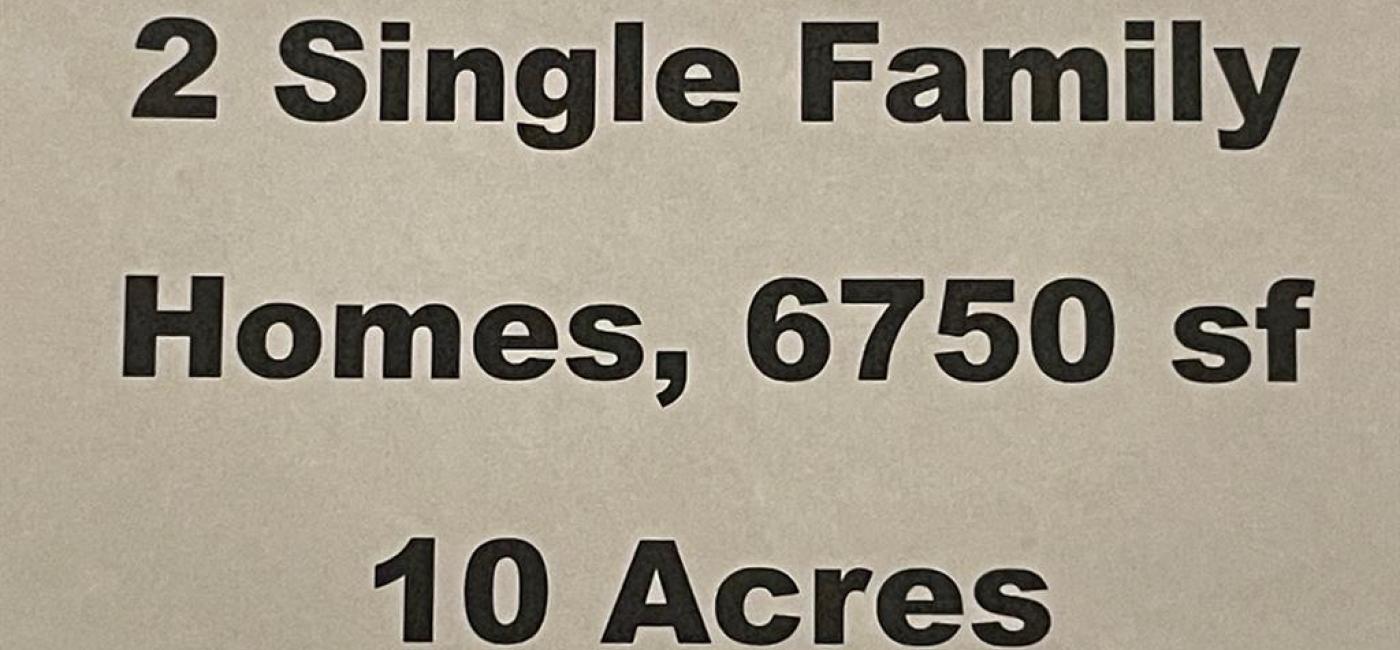 2 Single Family
Homes, 6750 sf
10 Acres